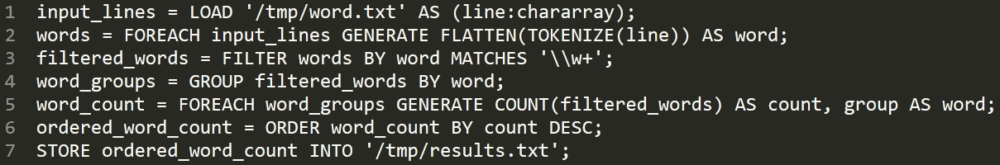 1 input_lines = LOAD '/tmp/word.txt' AS (line:chararray);
2 words = FOREACH input_lines GENERATE FLATTEN(TOKENIZE(line)) AS word;
3 filtered_words = FILTER words BY word MATCHES '\\w+';
4 word_groups = GROUP filtered_words BY word;
5 word_count = FOREACH word_groups GENERATE COUNT(filtered_words) AS count, group AS word;
6 ordered_word_count = ORDER word_count BY count DESC;
7 STORE ordered_word_count INTO '/tmp/results.txt';